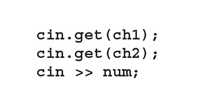 cin.get(ch1);
cin.get(ch2);
cin >> num;